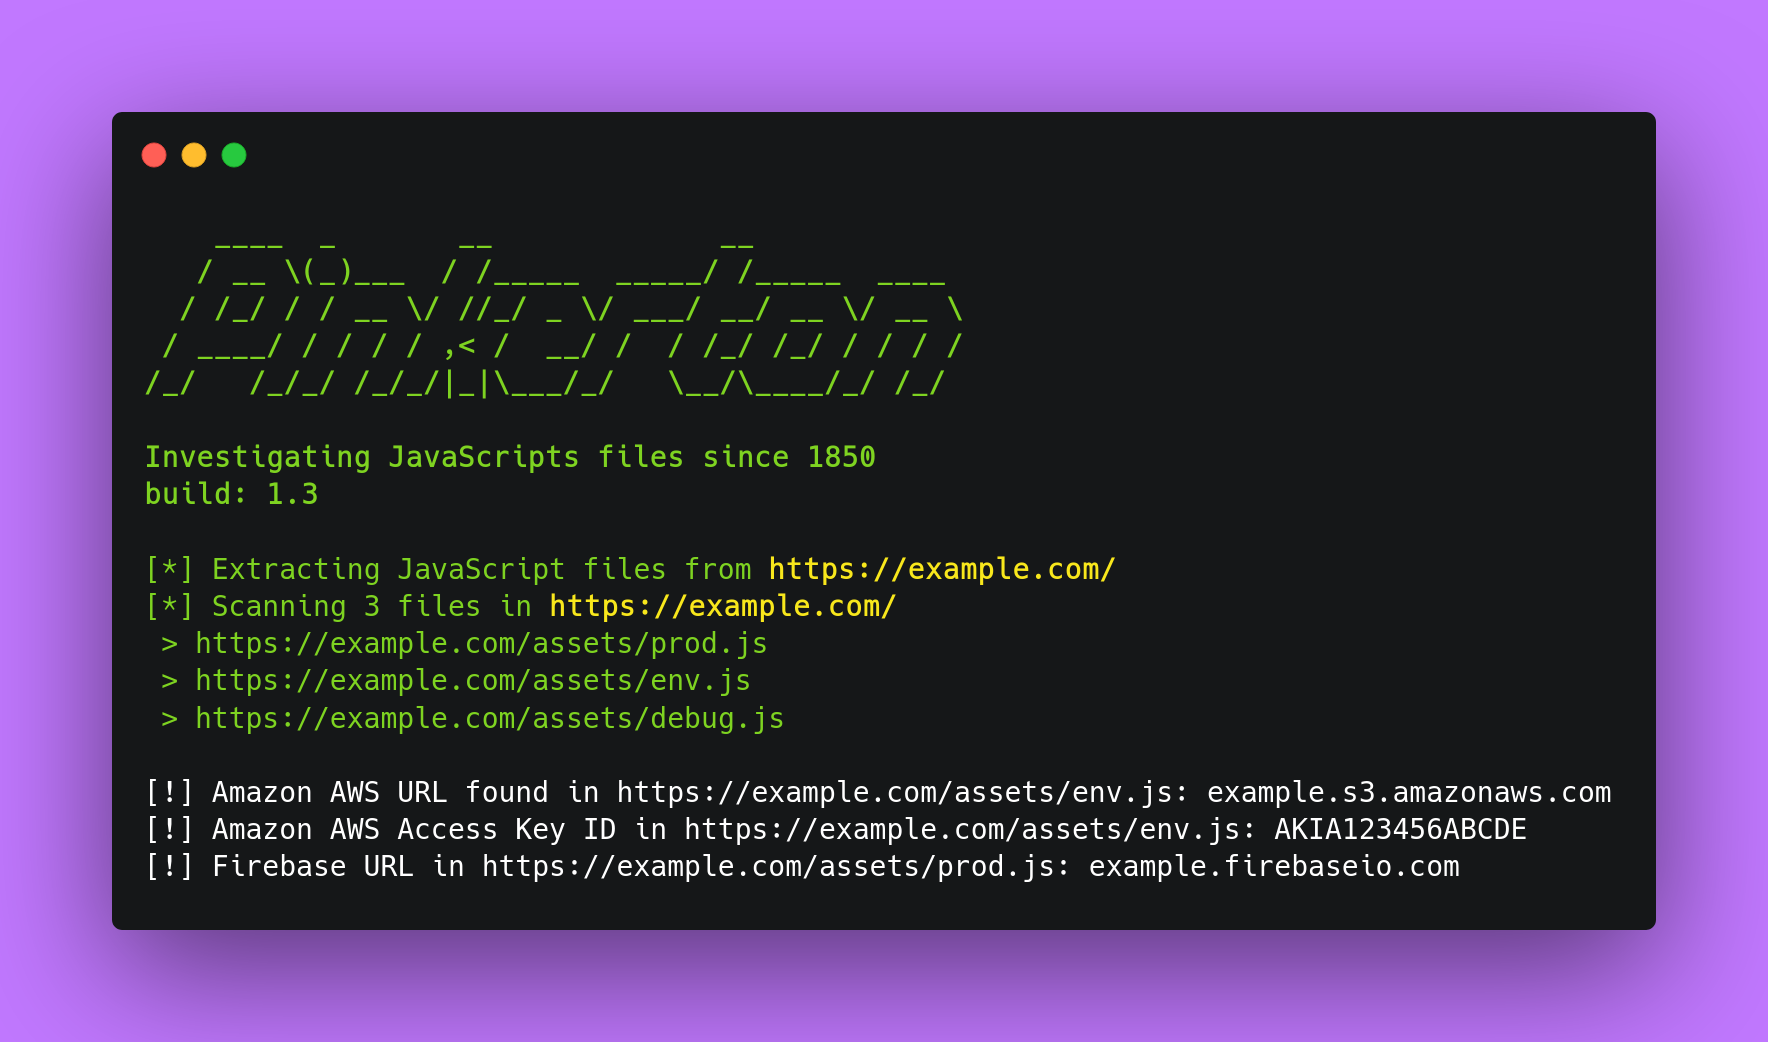 ____  _       __             __
   / __ \(_)___  / /_____  _____/ /_____  ____
  / /_/ / / __ \/ //_/ _ \/ ___/ __/ __ \/ __ \
 / ____/ / / / / ,< /  __/ /  / /_/ /_/ / / / /
/_/   /_/_/ /_/_/|_|\___/_/   \__/\____/_/ /_/
Investigating JavaScripts files since 1850
build: 1.3
[*] Extracting JavaScript files from https://example.com/
[*] Scanning 3 files in https://example.com/
 > https://example.com/assets/prod.js
 > https://example.com/assets/env.js
 > https://example.com/assets/debug.js
[!] Amazon AWS URL found in https://example.com/assets/env.js: example.s3.amazonaws.com
[!] Amazon AWS Access Key ID in https://example.com/assets/env.js: AKIA123456ABCDE
[!] Firebase URL in https://example.com/assets/prod.js: example.firebaseio.com